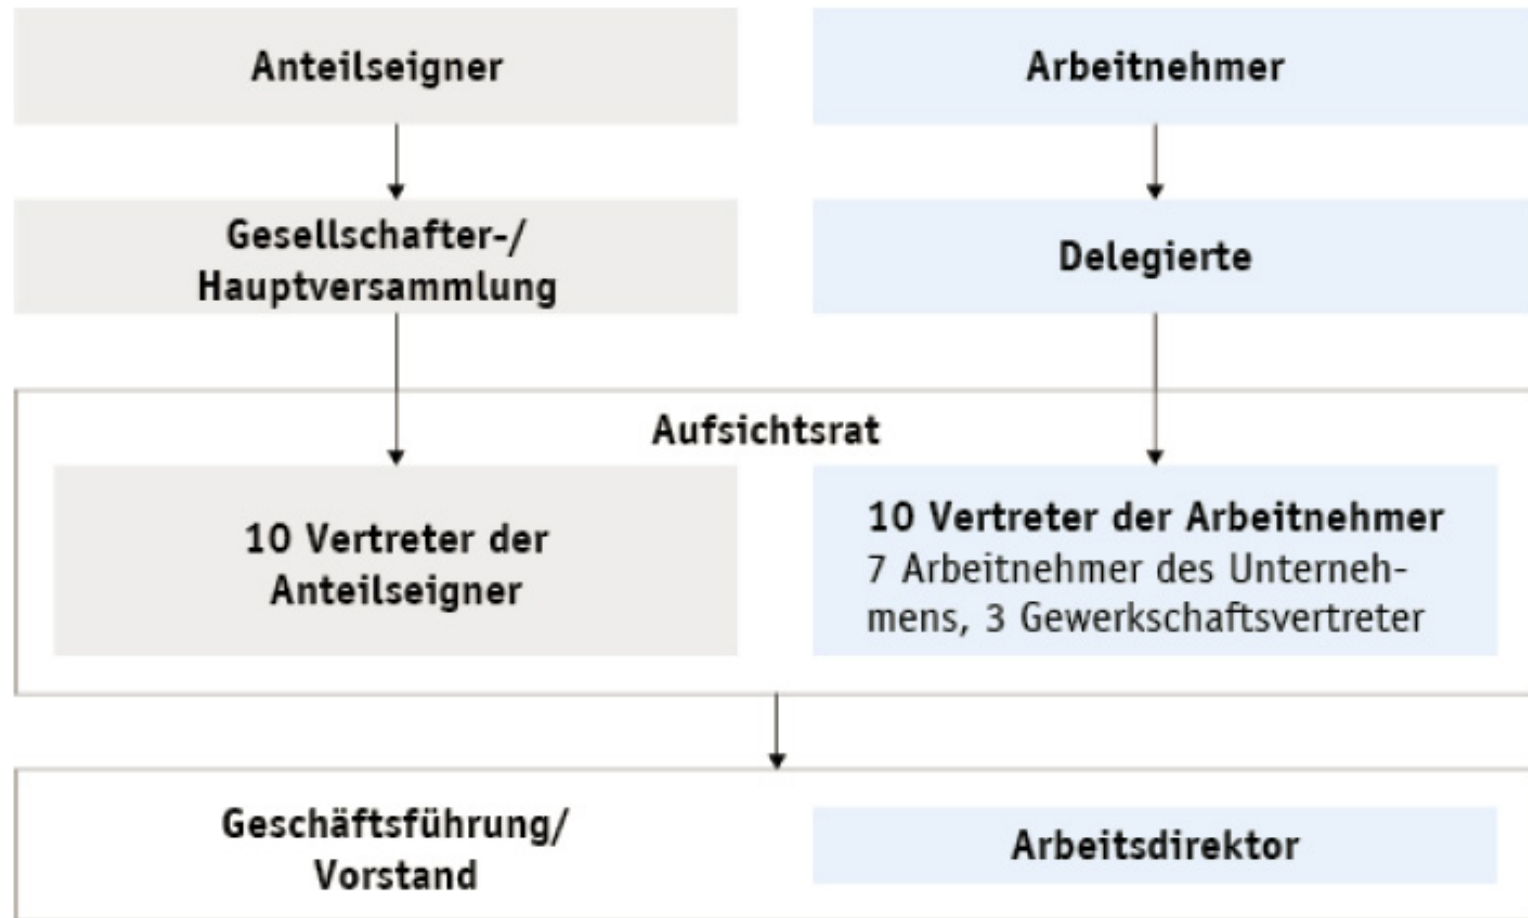 Anteilseigner
Arbeitnehmer
Gesellschafter-/
Hauptversammlung
Delegierte
Aufsichtsrat
10 Vertreter der
Anteilseigner
10 Vertreter der Arbeitnehmer
7 Arbeitnehmer des Unterneh-
mens, 3 Gewerkschaftsvertreter
Geschäftsführung/
Vorstand
Arbeitsdirektor